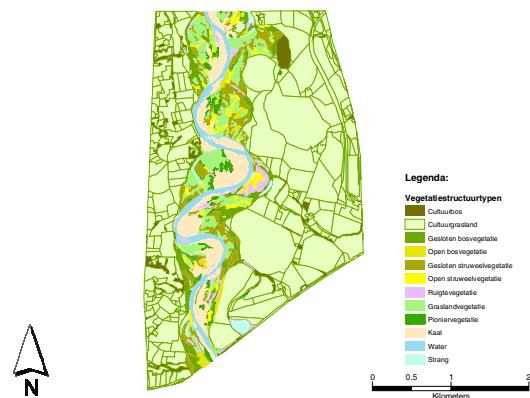 Legenda:
Vegetatiestructuurtypen
Cultuurbos
Cultuurgrasland
Gesloten bosvegetatie
Open bosvegetatie
Gesloten struweelvegetatie
Open struweelvegetatie
Ruigtevegetatie
Graslandvegetatie
Pioniervegetatie
Kaal
Water
Strang
N
0 0.5 1 2
Kilometers